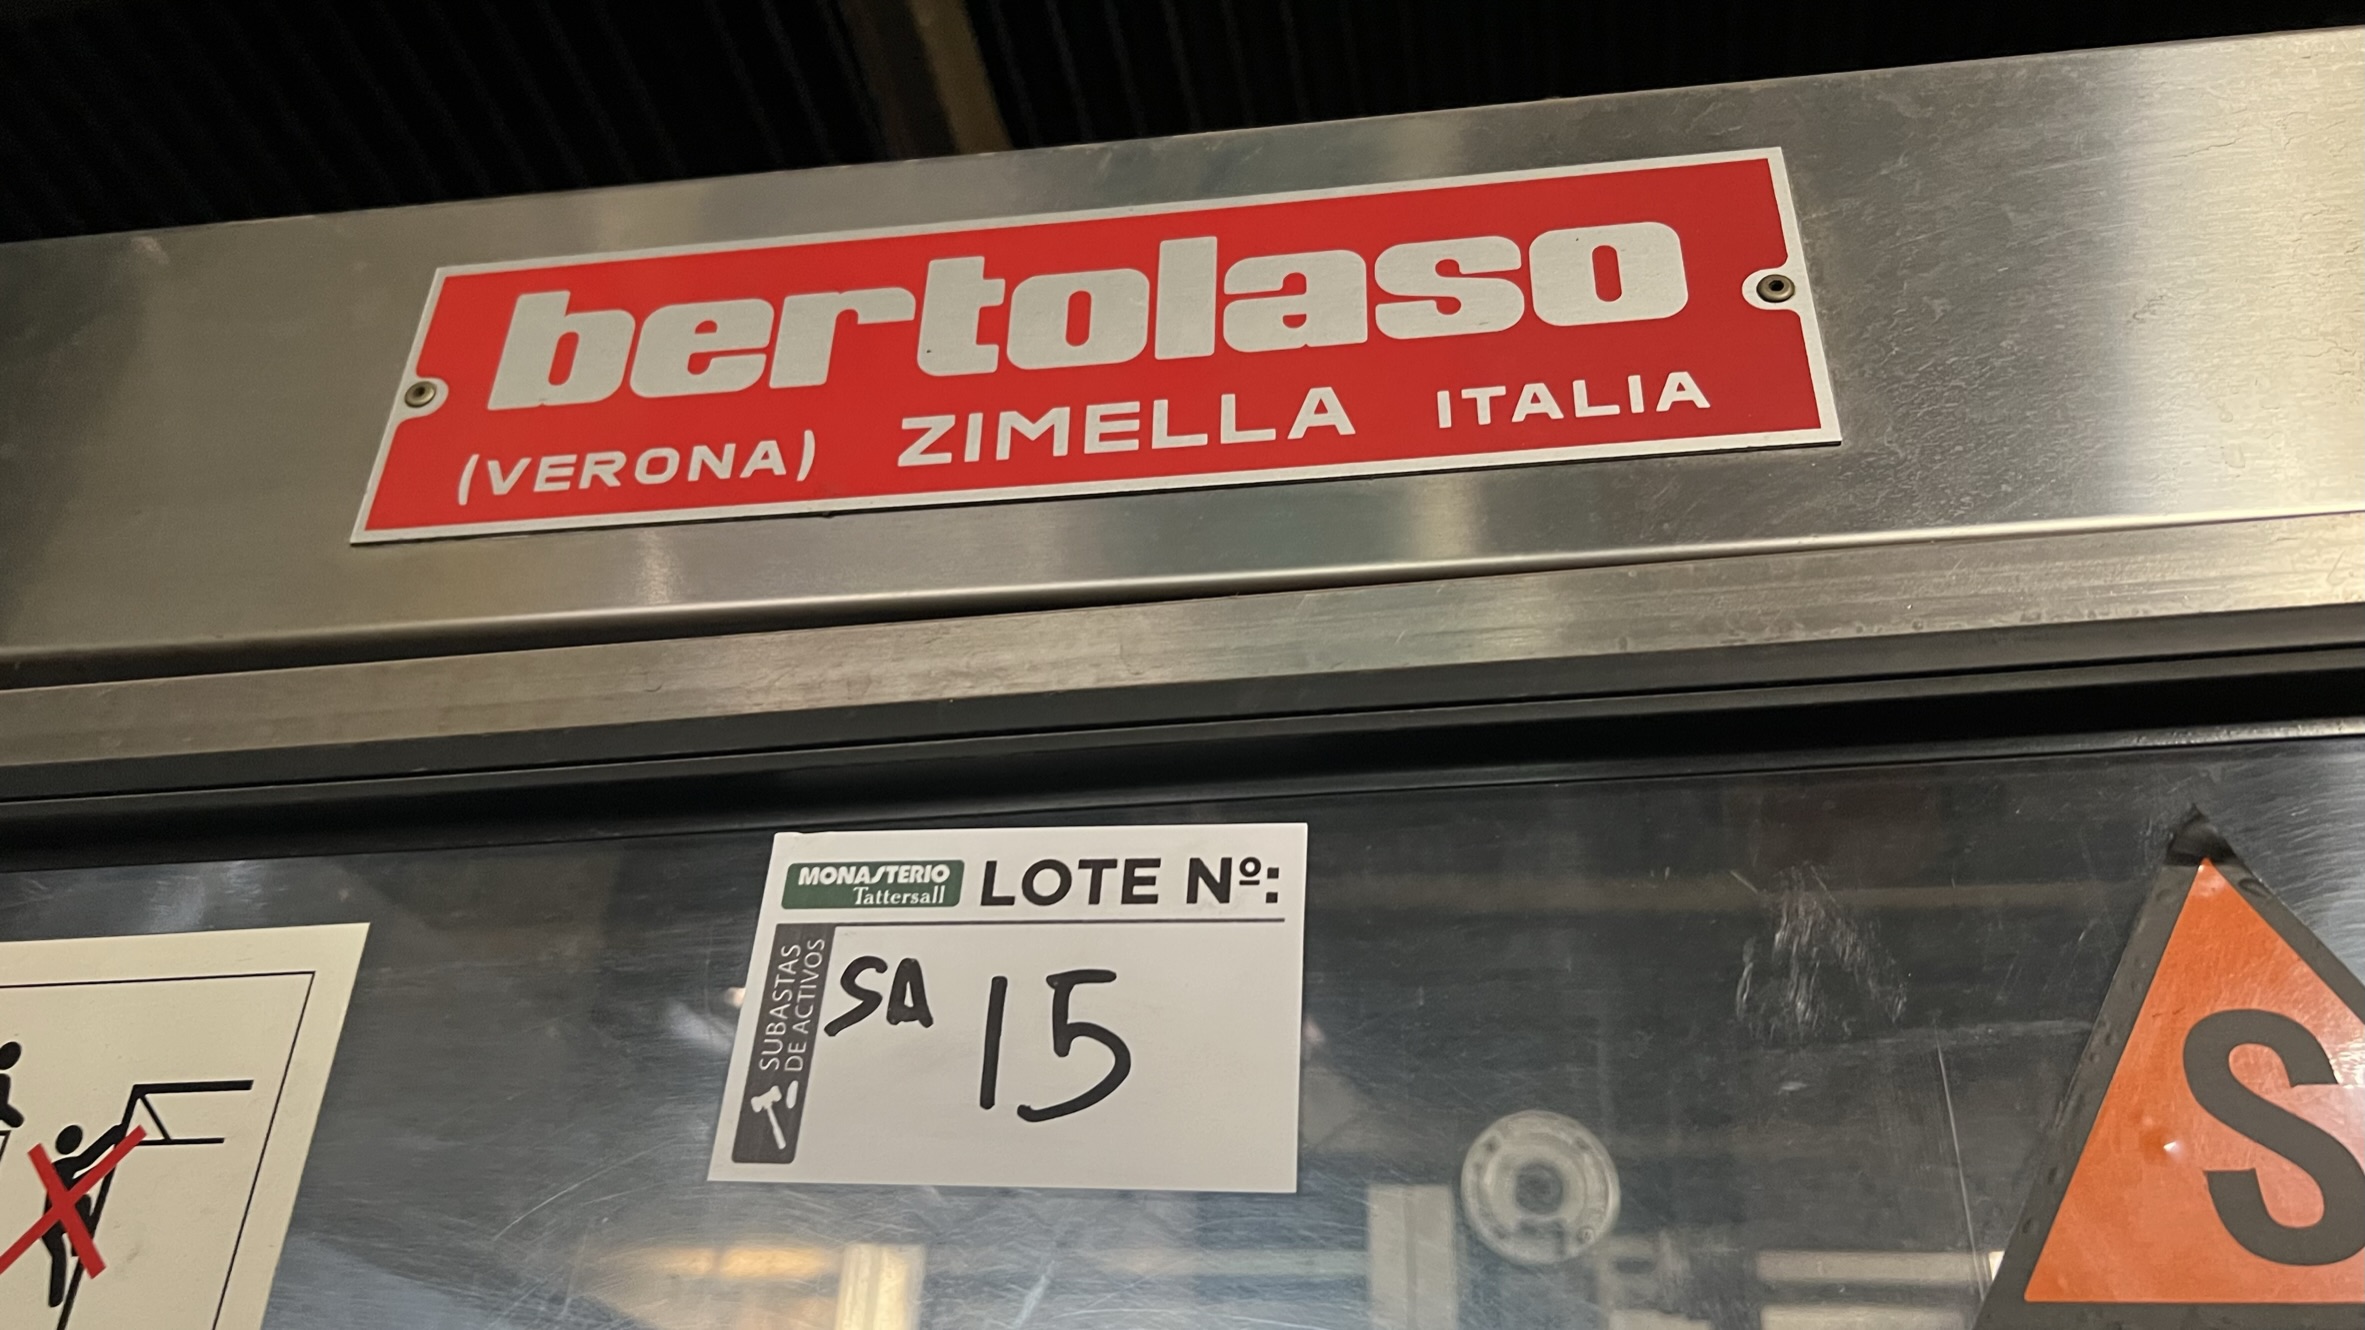 bertolaso
(VERONA) ZIMELLA ITALIA
MONASTERIO
Tattersall
LOTE Nº:
SUBASTAS
DE ACTIVOS
SA 15
S